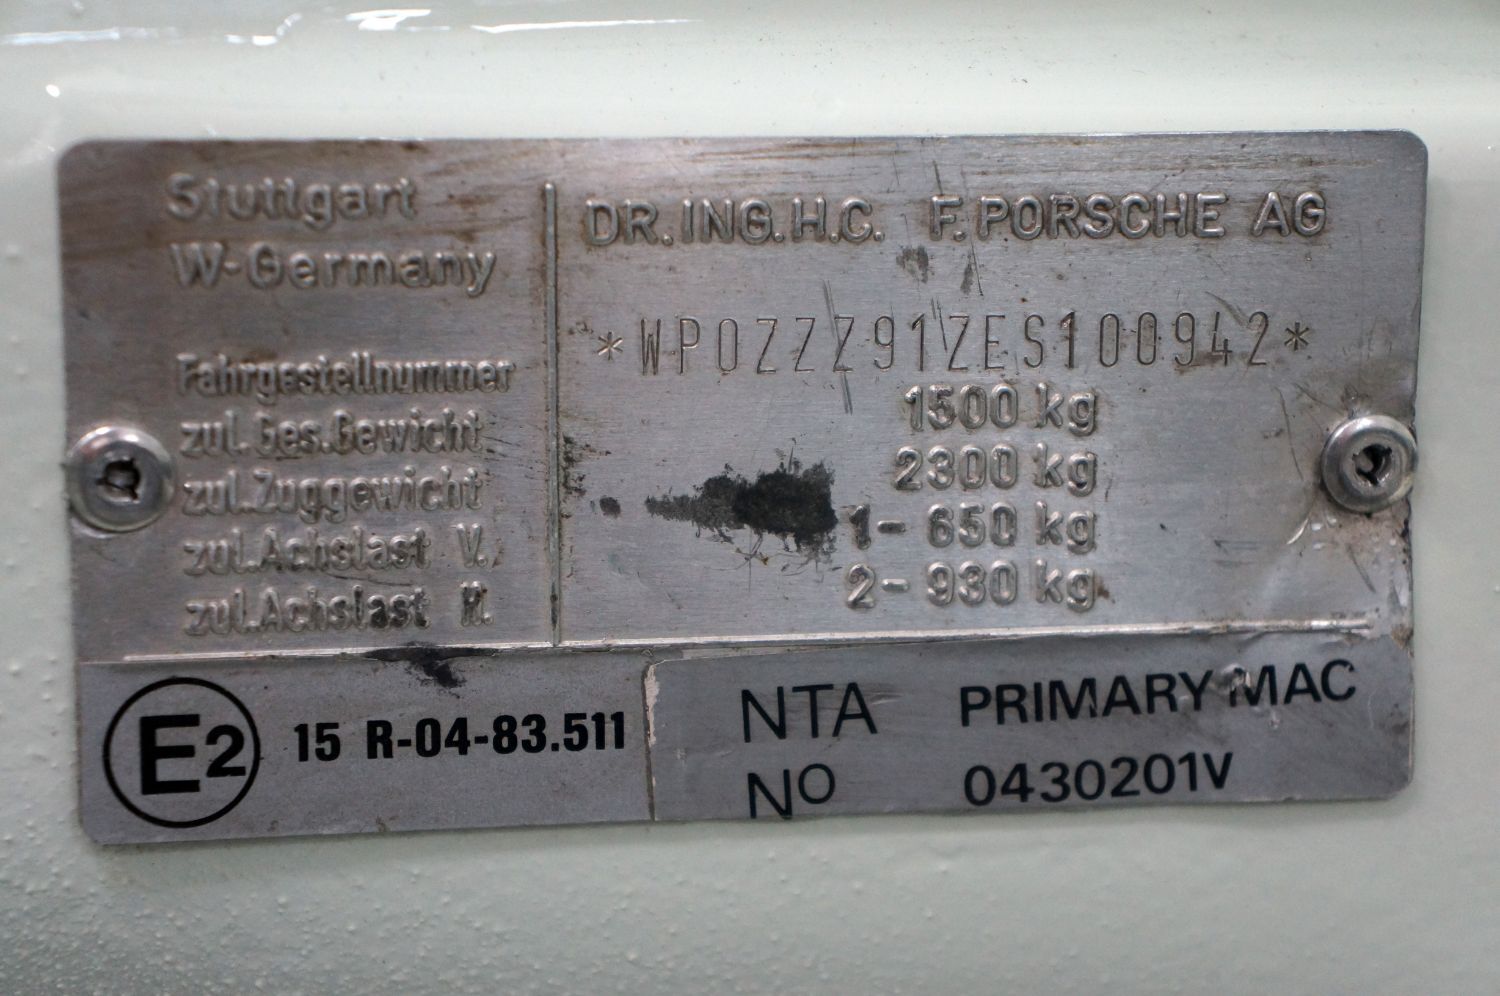 Stuttgart
W-Germany
DR.ING.H.C. F.PORSCHE AG
Fahrgestellnummer *WP0ZZZ91ZES100942*
zul.Ges.Gewicht 1500 kg
zul.Zuggewicht 2300 kg
zul.Achslast V. 1- 650 kg
zul.Achslast H. 2- 930 kg
E2 15 R-04-83.511
NTA PRIMARY MAC
NO 0430201V